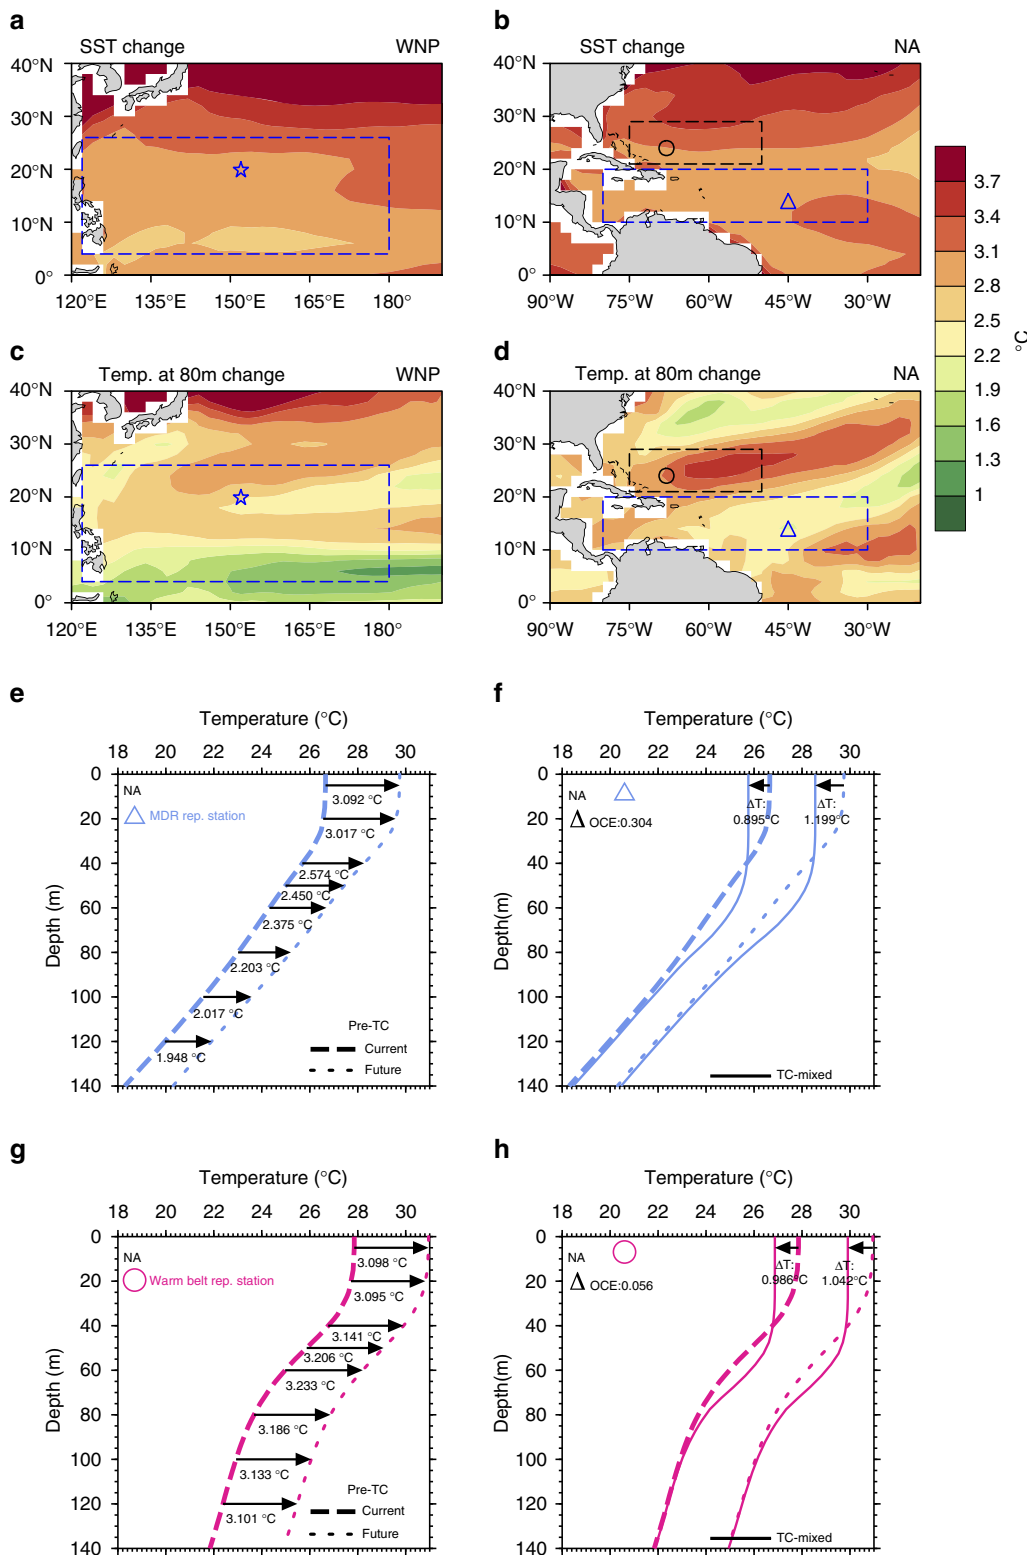 a
SST change WNP
40°N
30°N
20°N
10°N
0°
120°E 135°E 150°E 165°E 180°
b
SST change NA
40°N
30°N
20°N
10°N
0°
90°W 75°W 60°W 45°W 30°W
3.7
3.4
3.1
2.8
2.5
2.2
1.9
1.6
1.3
1
°C
c
Temp. at 80m change WNP
40°N
30°N
20°N
10°N
0°
120°E 135°E 150°E 165°E 180°
d
Temp. at 80m change NA
40°N
30°N
20°N
10°N
0°
90°W 75°W 60°W 45°W 30°W
e
Temperature (°C)
18 20 22 24 26 28 30
0
20
40
60
80
100
120
140
Depth (m)
NA
MDR rep. station
3.092 °C
3.017 °C
2.574 °C
2.450 °C
2.375 °C
2.203 °C
2.017 °C
1.948 °C
Pre-TC
Current
Future
f
Temperature (°C)
18 20 22 24 26 28 30
0
20
40
60
80
100
120
140
Depth(m)
NA
Δ OCE:0.304
ΔT:
0.895°C
ΔT:
1.199°C
TC-mixed
g
Temperature (°C)
18 20 22 24 26 28 30
0
20
40
60
80
100
120
140
Depth (m)
NA
Warm belt rep. station
3.098 °C
3.095 °C
3.141 °C
3.206 °C
3.233 °C
3.186 °C
3.133 °C
3.101 °C
Pre-TC
Current
Future
h
Temperature (°C)
18 20 22 24 26 28 30
0
20
40
60
80
100
120
140
Depth(m)
NA
Δ OCE:0.056
ΔT:
0.986°C
ΔT:
1.042°C
TC-mixed